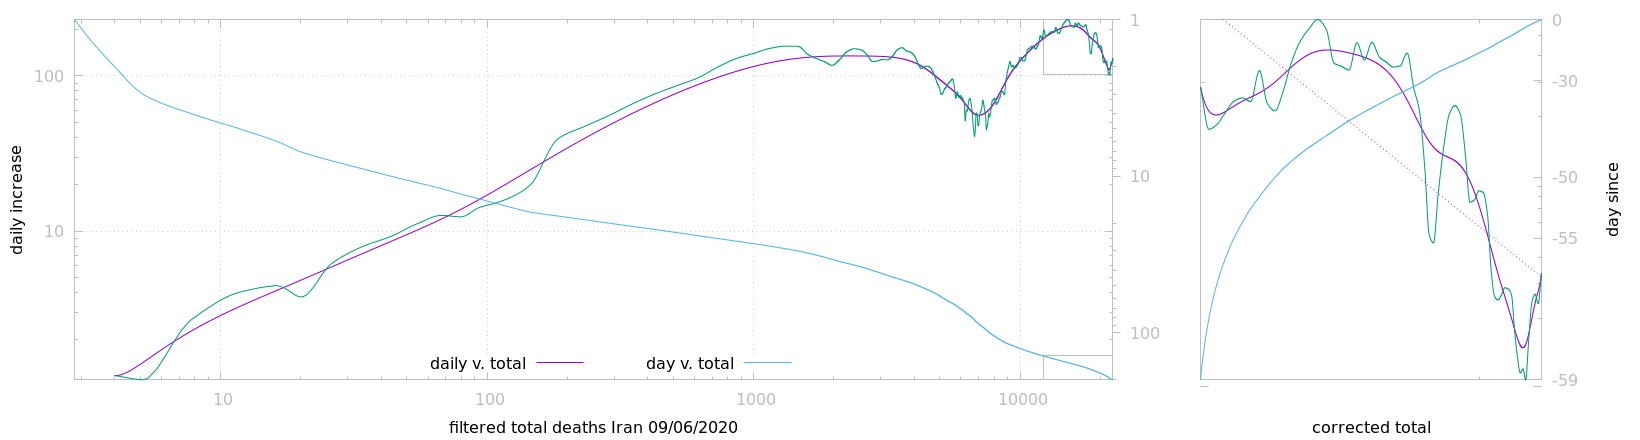 daily increase
100
10
10
100
1000
10000
1
10
100
daily v. total
day v. total
filtered total deaths Iran 09/06/2020
0
-30
-50
-55
-59
day since
corrected total